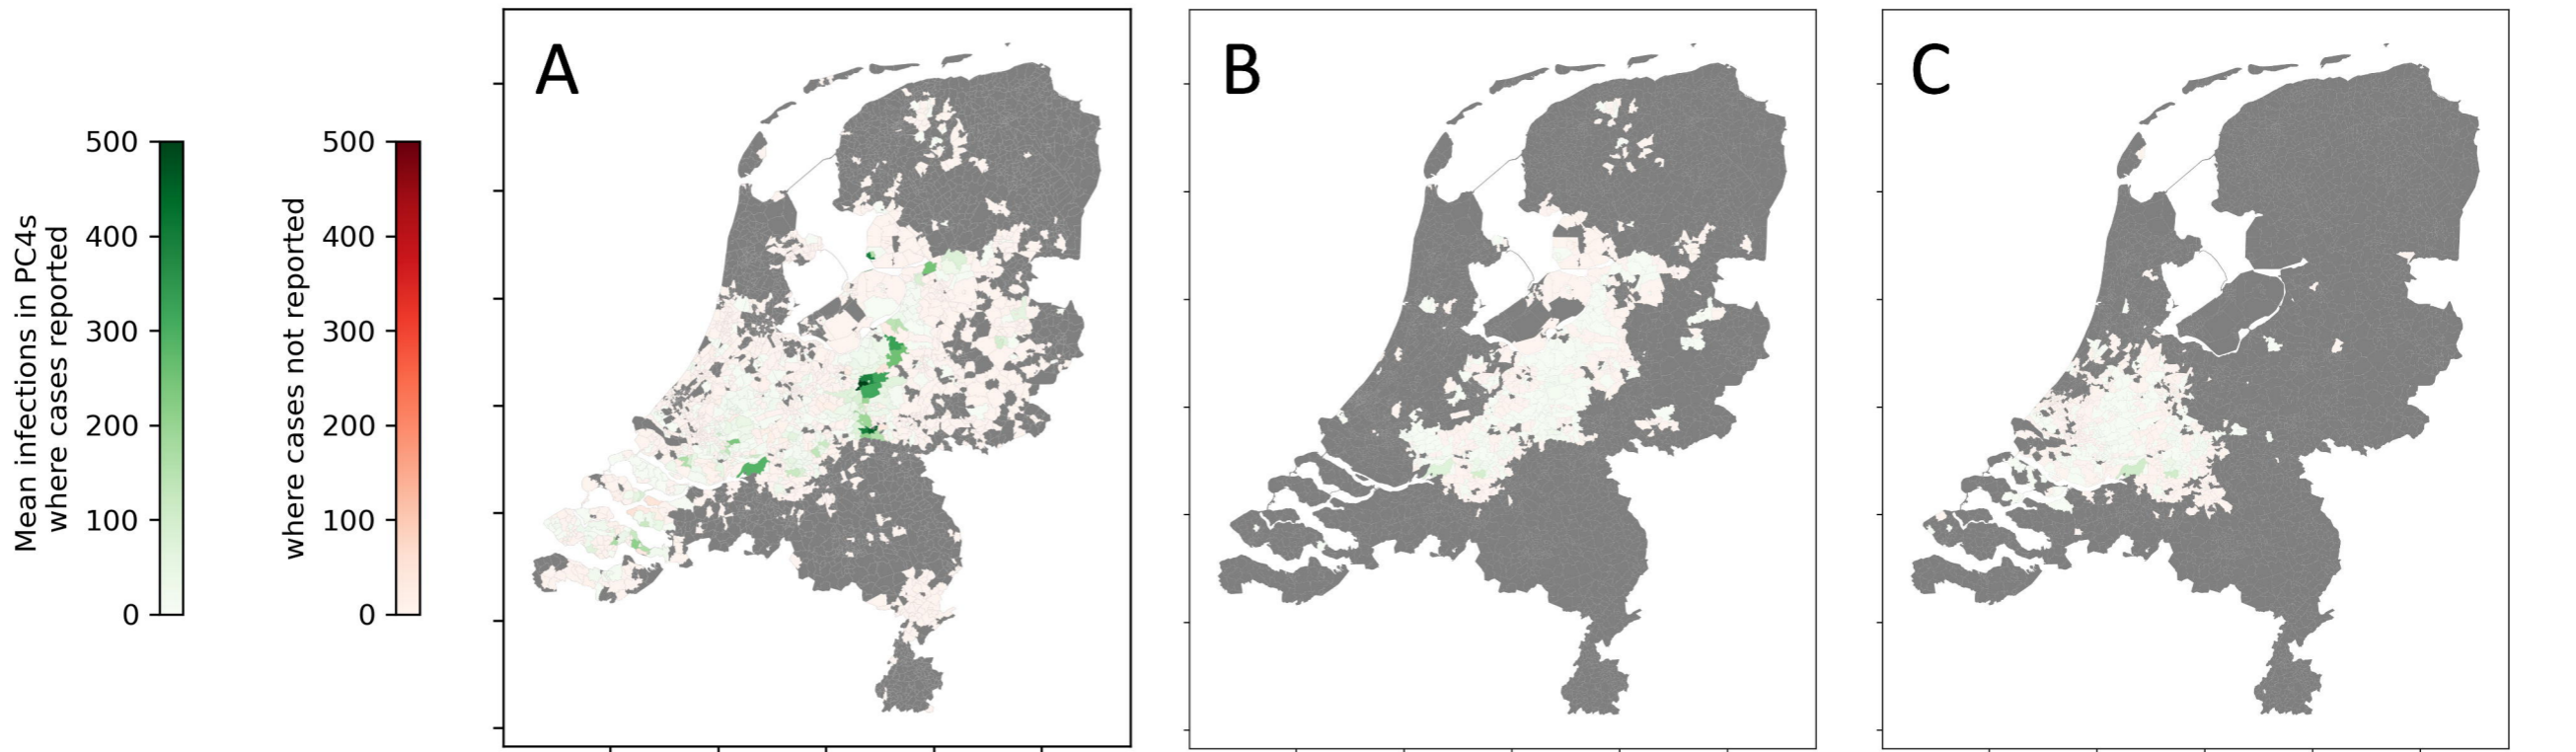 Mean infections in PC4s
where cases reported
500
400
300
200
100
0
where cases not reported
500
400
300
200
100
0
A
B
C